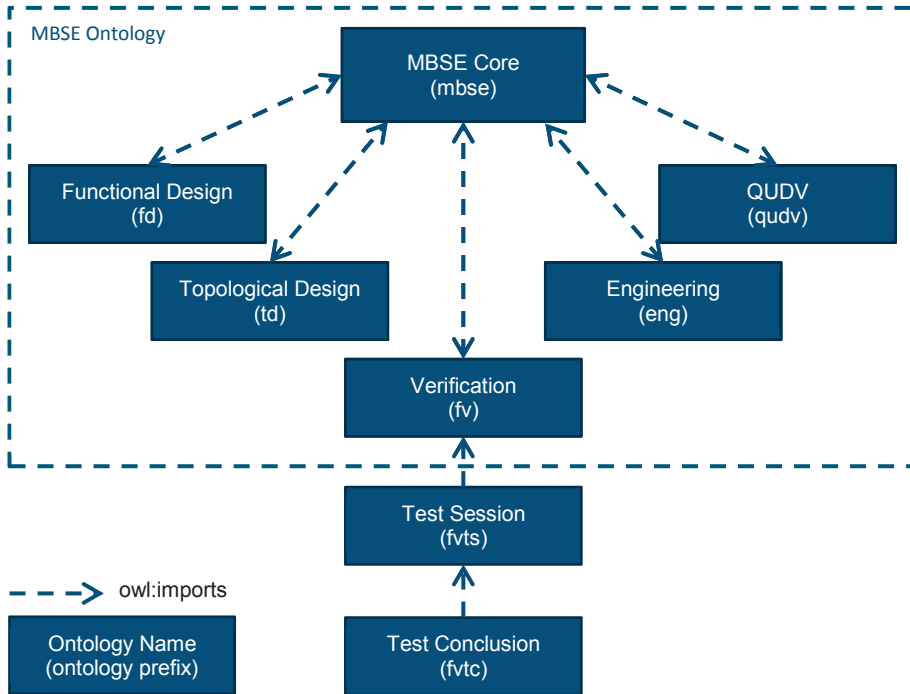 MBSE Ontology
MBSE Core
(mbse)
Functional Design
(fd)
QUDV
(qudv)
Topological Design
(td)
Engineering
(eng)
Verification
(fv)
Test Session
(fvts)
owl:imports
Ontology Name
(ontology prefix)
Test Conclusion
(fvtc)